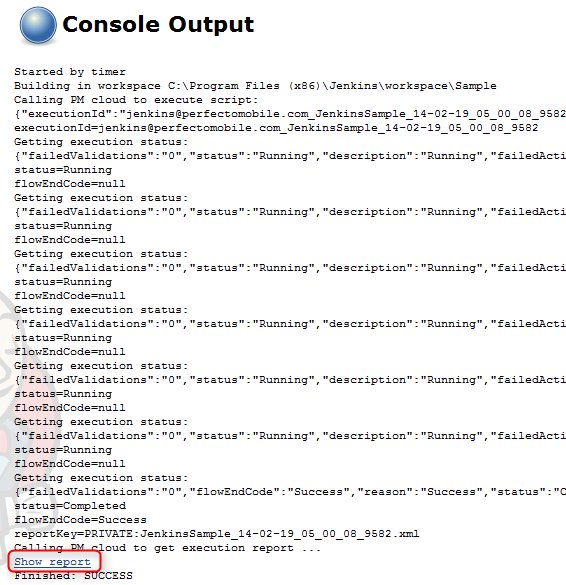 Console Output
Started by timer
Building in workspace C:\Program Files (x86)\Jenkins\workspace\Sample
Calling PM cloud to execute script:
{"executionId":"jenkins@perfectomobile.com_JenkinsSample_14-02-19_05_00_08_9582
executionId=jenkins@perfectomobile.com_JenkinsSample_14-02-19_05_00_08_9582
Getting execution status:
{"failedValidations":"0","status":"Running","description":"Running","failedActi
status=Running
flowEndCode=null
Getting execution status:
{"failedValidations":"0","status":"Running","description":"Running","failedActi
status=Running
flowEndCode=null
Getting execution status:
{"failedValidations":"0","status":"Running","description":"Running","failedActi
status=Running
flowEndCode=null
Getting execution status:
{"failedValidations":"0","status":"Running","description":"Running","failedActi
status=Running
flowEndCode=null
Getting execution status:
{"failedValidations":"0","status":"Running","description":"Running","failedActi
status=Running
flowEndCode=null
Getting execution status:
{"failedValidations":"0","status":"Running","description":"Running","failedActi
status=Running
flowEndCode=null
Getting execution status:
{"failedValidations":"0","flowEndCode":"Success","reason":"Success","status":"C
status=Completed
flowEndCode=Success
reportKey=PRIVATE:JenkinsSample_14-02-19_05_00_08_9582.xml
Calling PM cloud to get execution report ...
Show report
Finished: SUCCESS